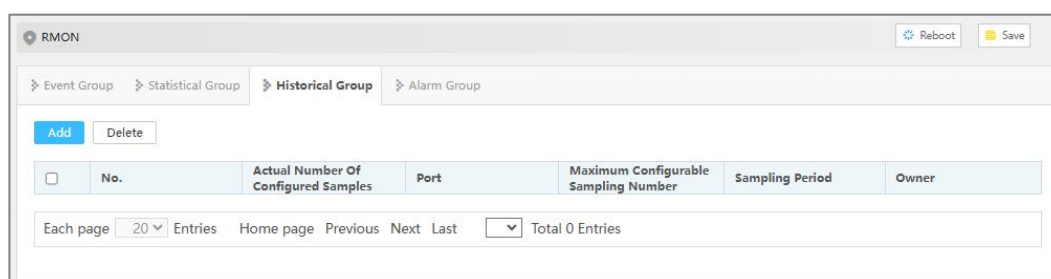 RMON Reboot Save
Event Group Statistical Group Historical Group Alarm Group
Add Delete
No. Actual Number Of Configured Samples Port Maximum Configurable Sampling Number Sampling Period Owner
Each page 20 Entries Home page Previous Next Last Total 0 Entries